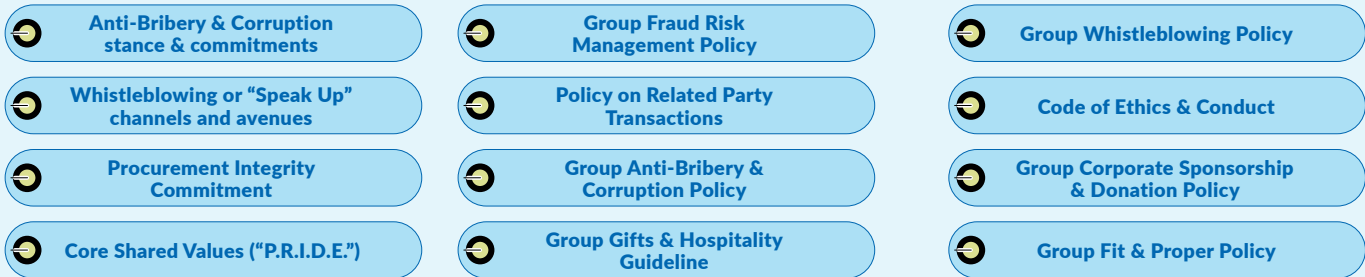 Anti-Bribery & Corruption
stance & commitments
Whistleblowing or “Speak Up”
channels and avenues
Procurement Integrity
Commitment
Core Shared Values (“P.R.I.D.E.”)
Group Fraud Risk
Management Policy
Policy on Related Party
Transactions
Group Anti-Bribery &
Corruption Policy
Group Gifts & Hospitality
Guideline
Group Whistleblowing Policy
Code of Ethics & Conduct
Group Corporate Sponsorship
& Donation Policy
Group Fit & Proper Policy